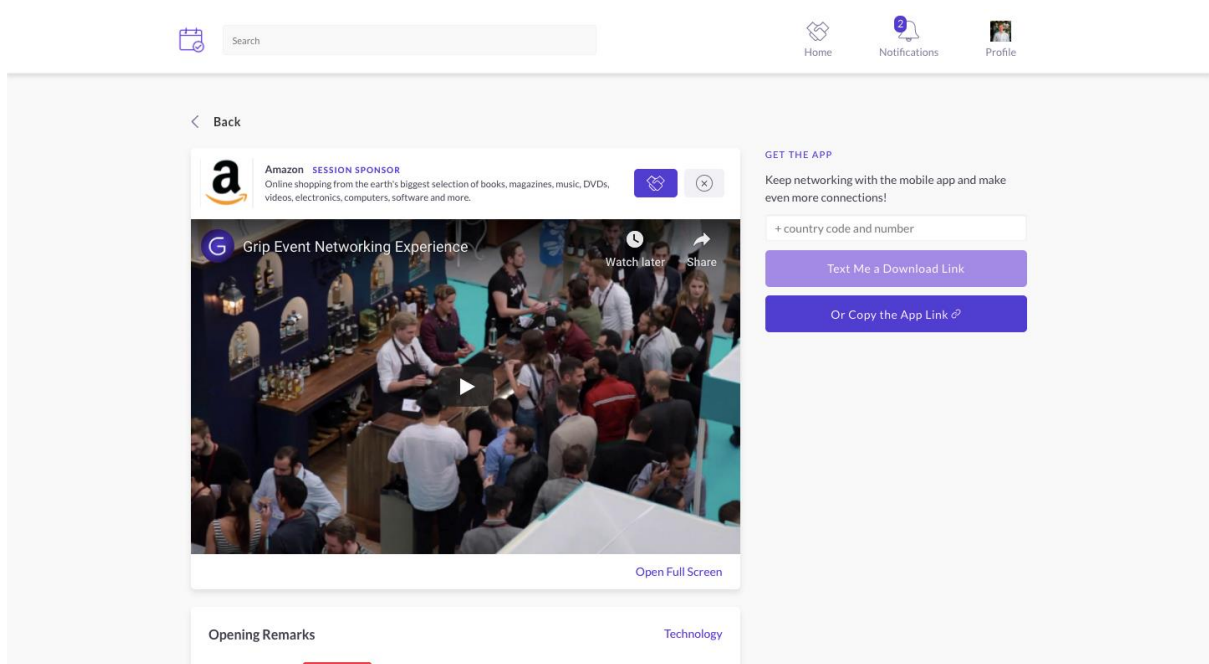 Search
Home
2
Notifications
Profile
Back
Amazon SESSION SPONSOR
Online shopping from the earth's biggest selection of books, magazines, music, DVDs,
videos, electronics, computers, software and more.
a
G Grip Event Networking Experience
Watch later
Share
Open Full Screen
Opening Remarks
Technology
GET THE APP
Keep networking with the mobile app and make
even more connections!
+ country code and number
Text Me a Download Link
Or Copy the App Link